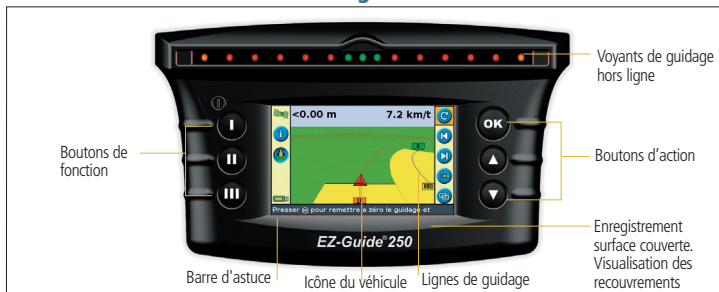 Voyants de guidage
hors ligne
<0.00 m
7.2 km/t
I
II
III
OK
i
Boutons de
fonction
Boutons d'action
Presser pour remettre a zéro le guidage et
EZ-Guide® 250
Enregistrement
surface couverte.
Visualisation des
recouvrements
Barre d'astuce
Icône du véhicule
Lignes de guidage